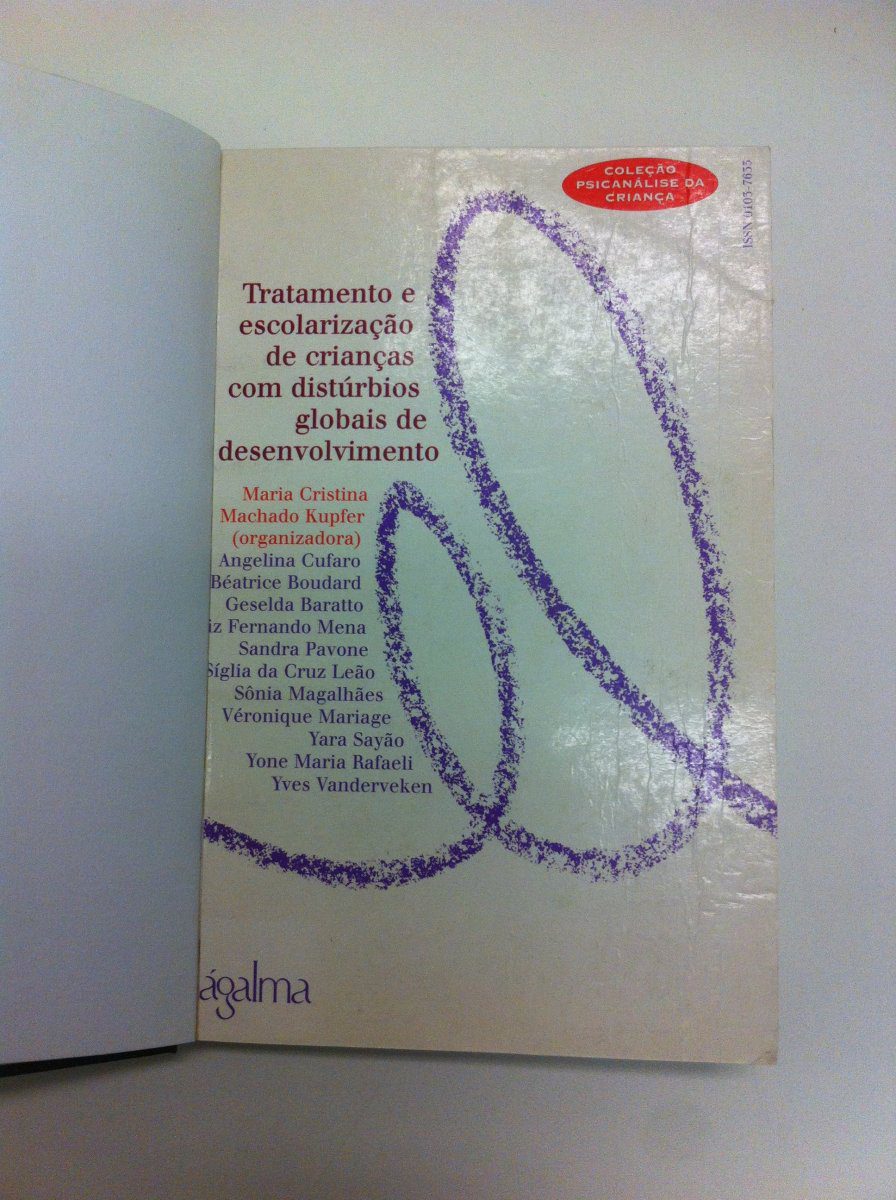 COLEÇÃO
PSICANÁLISE DA
CRIANÇA
ISSN 0103-7633
Tratamento e
escolarização
de crianças
com distúrbios
globais de
desenvolvimento
Maria Cristina
Machado Kupfer
(organizadora)
Angelina Cufaro
Béatrice Boudard
Geselda Baratto
iz Fernando Mena
Sandra Pavone
Síglia da Cruz Leão
Sônia Magalhães
Véronique Mariage
Yara Sayão
Yone Maria Rafaeli
Yves Vanderveken
ágalma